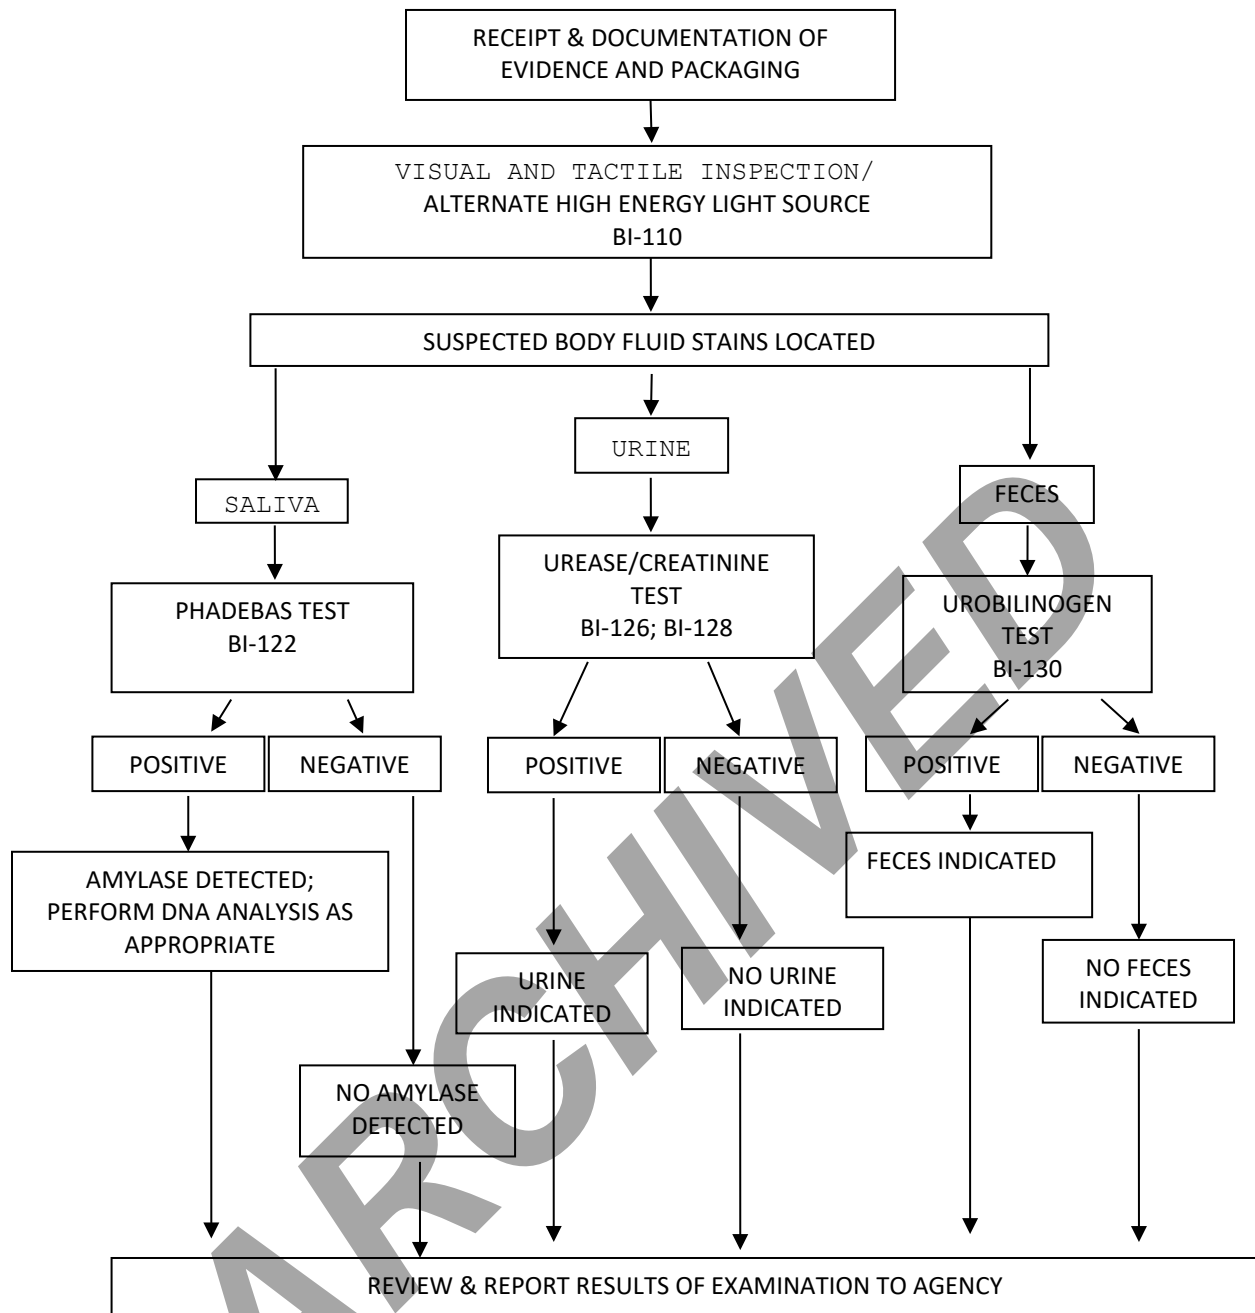 RECEIPT & DOCUMENTATION OF
EVIDENCE AND PACKAGING
VISUAL AND TACTILE INSPECTION/
ALTERNATE HIGH ENERGY LIGHT SOURCE
BI-110
SUSPECTED BODY FLUID STAINS LOCATED
SALIVA
URINE
FECES
PHADEBAS TEST
BI-122
UREASE/CREATININE
TEST
BI-126; BI-128
UROBILINOGEN
TEST
BI-130
POSITIVE
NEGATIVE
POSITIVE
NEGATIVE
POSITIVE
NEGATIVE
AMYLASE DETECTED;
PERFORM DNA ANALYSIS AS
APPROPRIATE
NO AMYLASE
DETECTED
URINE
INDICATED
NO URINE
INDICATED
FECES INDICATED
NO FECES
INDICATED
REVIEW & REPORT RESULTS OF EXAMINATION TO AGENCY
ARCHIVED